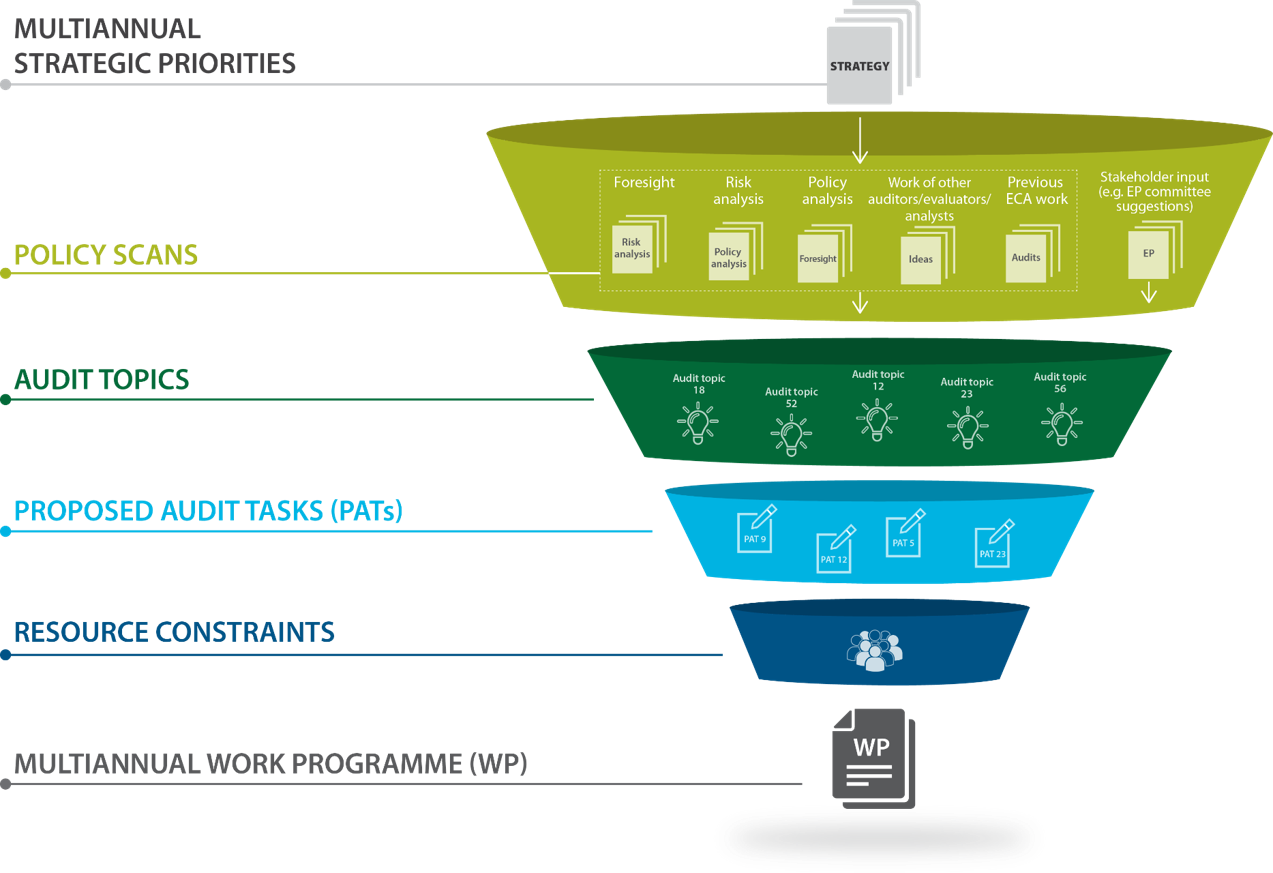 MULTIANNUAL
STRATEGIC PRIORITIES
STRATEGY
POLICY SCANS
Foresight
Risk
analysis
Risk
analysis
Policy
analysis
Policy
analysis
Foresight
Work of other
auditors/evaluators/
analysts
Ideas
Previous
ECA work
Audits
Stakeholder input
(e.g. EP committee
suggestions)
EP
AUDIT TOPICS
Audit topic
18
Audit topic
52
Audit topic
12
Audit topic
23
Audit topic
56
PROPOSED AUDIT TASKS (PATs)
PAT 9
PAT 12
PAT 5
PAT 23
RESOURCE CONSTRAINTS
MULTIANNUAL WORK PROGRAMME (WP)
WP